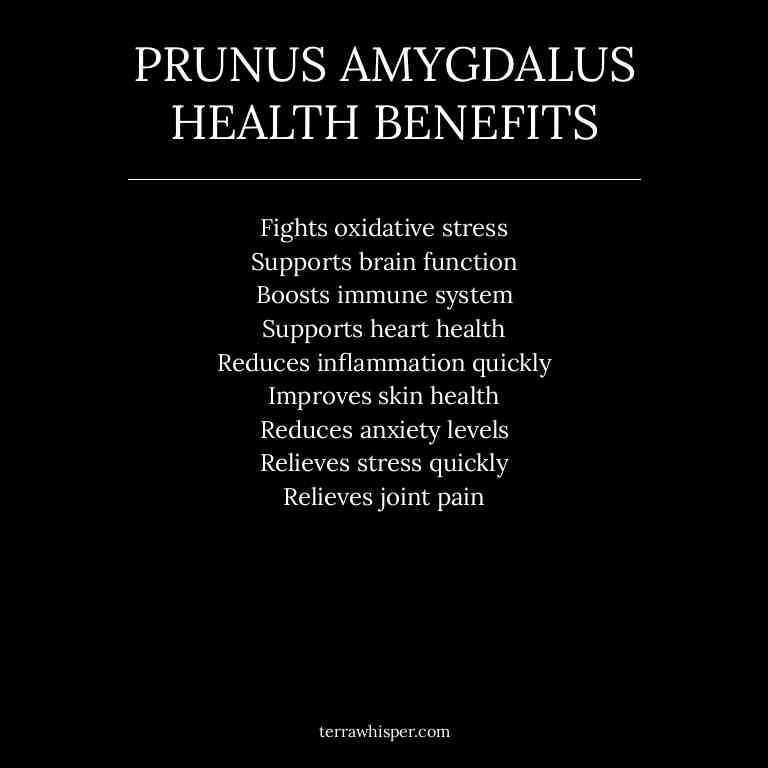 PRUNUS AMYGDALUS
HEALTH BENEFITS
Fights oxidative stress
Supports brain function
Boosts immune system
Supports heart health
Reduces inflammation quickly
Improves skin health
Reduces anxiety levels
Relieves stress quickly
Relieves joint pain
terrawhisper.com